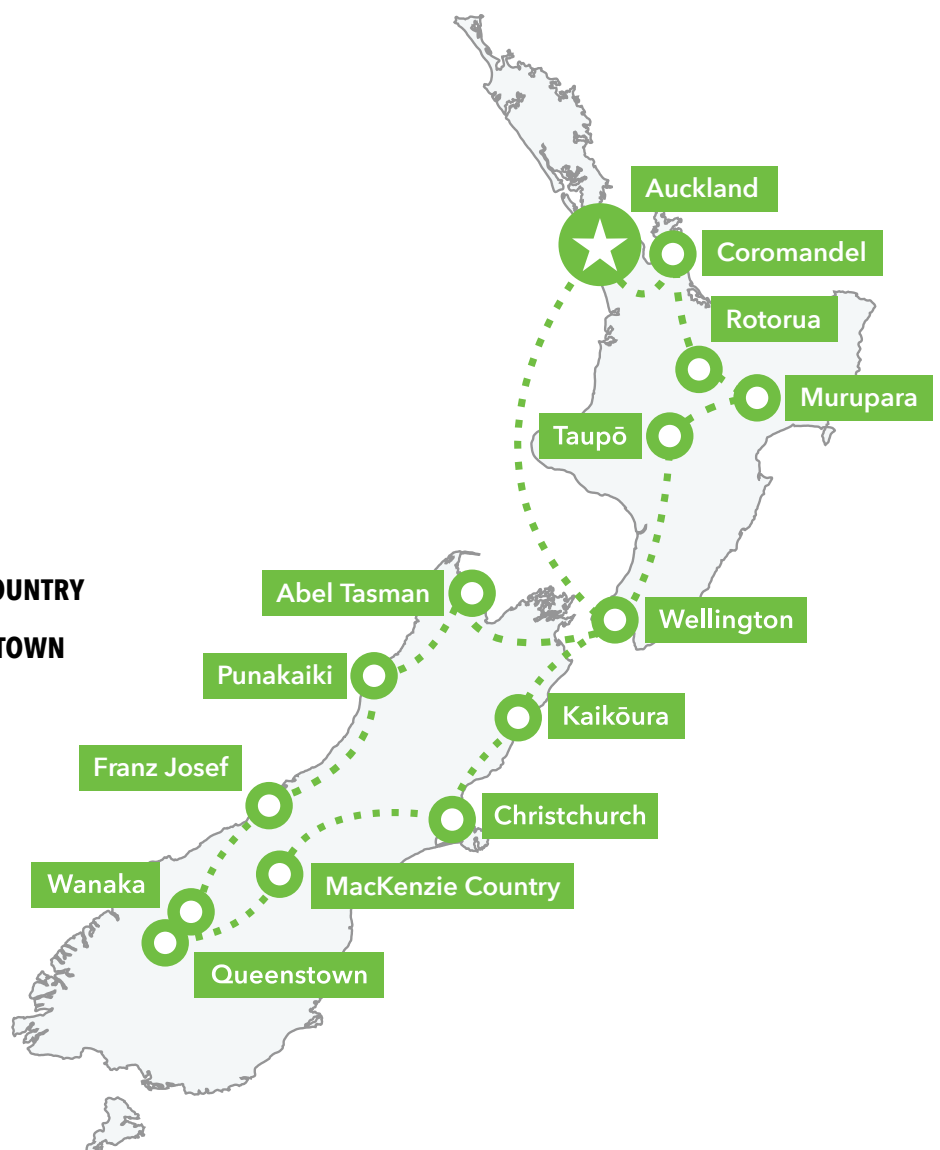 Auckland
Coromandel
Rotorua
Murupara
Taupō
OUNTRY
Abel Tasman
Wellington
TOWN
Punakaiki
Kaikōura
Franz Josef
Christchurch
Wanaka
MacKenzie Country
Queenstown